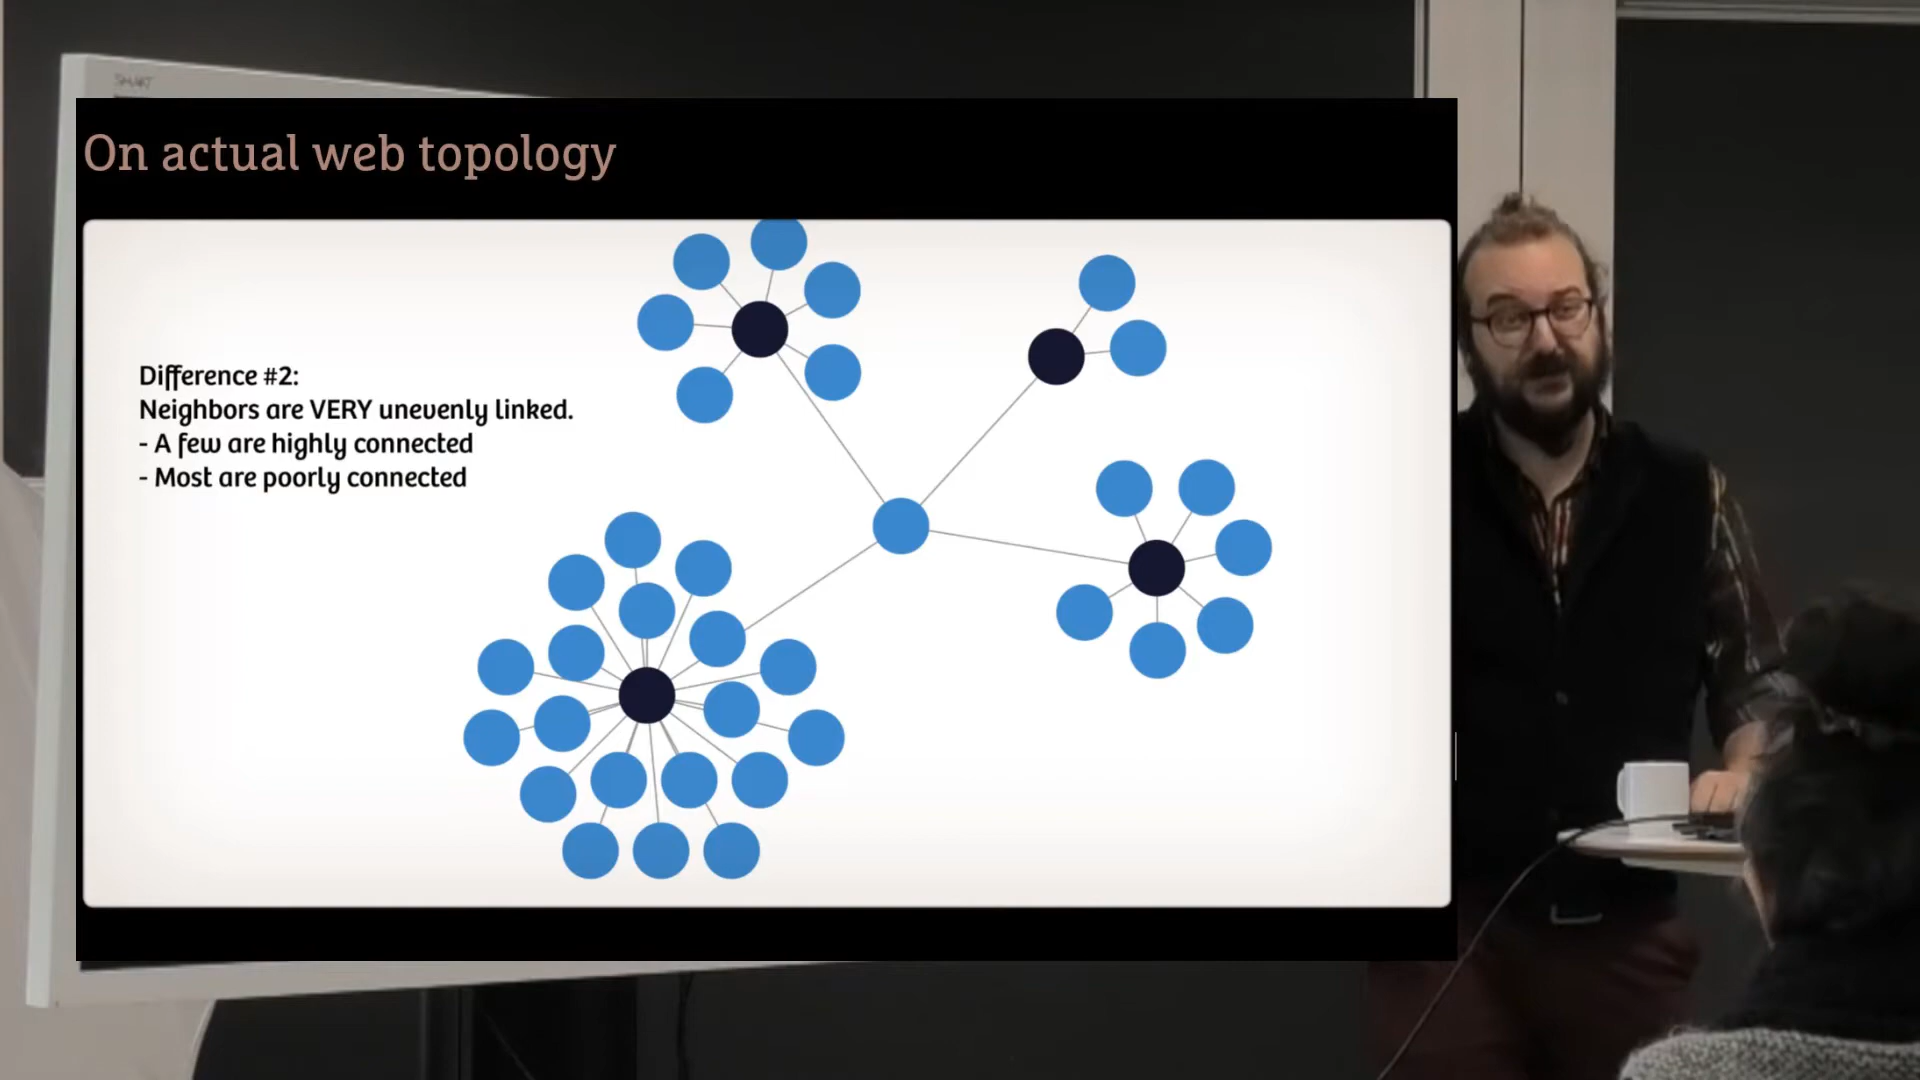 SMART
On actual web topology
Difference #2:
Neighbors are VERY unevenly linked.
- A few are highly connected
- Most are poorly connected